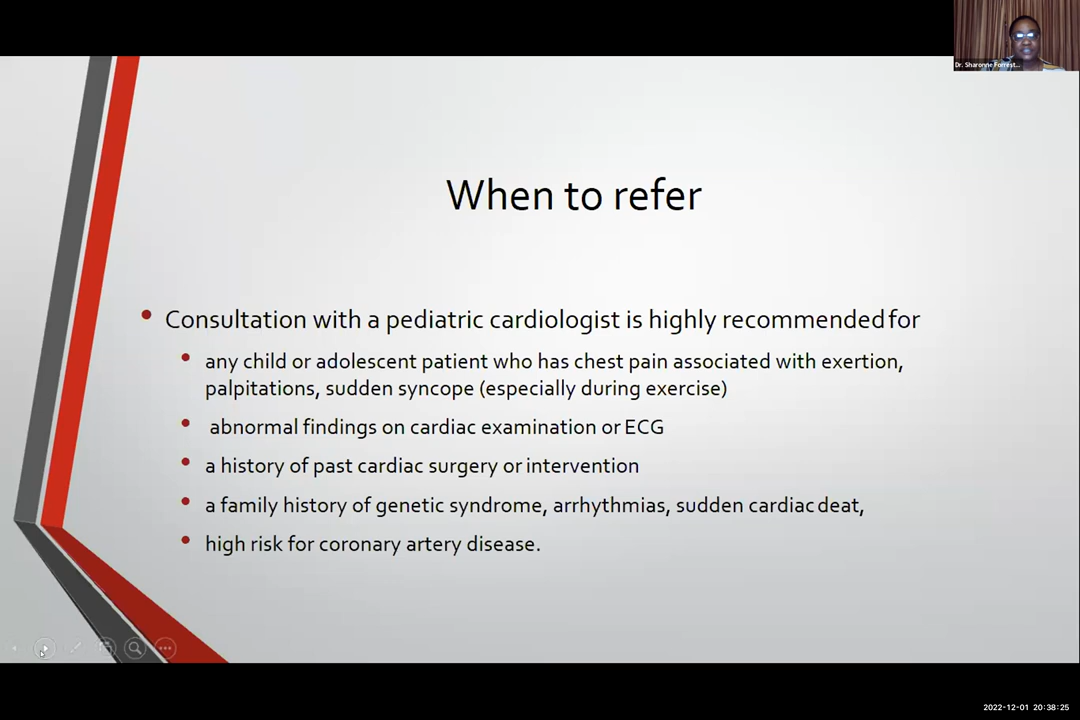 Dr. Sharonne Forrest...
When to refer
Consultation with a pediatric cardiologist is highly recommended for
any child or adolescent patient who has chest pain associated with exertion,
palpitations, sudden syncope (especially during exercise)
abnormal findings on cardiac examination or ECG
a history of past cardiac surgery or intervention
a family history of genetic syndrome, arrhythmias, sudden cardiac deat,
high risk for coronary artery disease.
2022-12-01 20:38:25